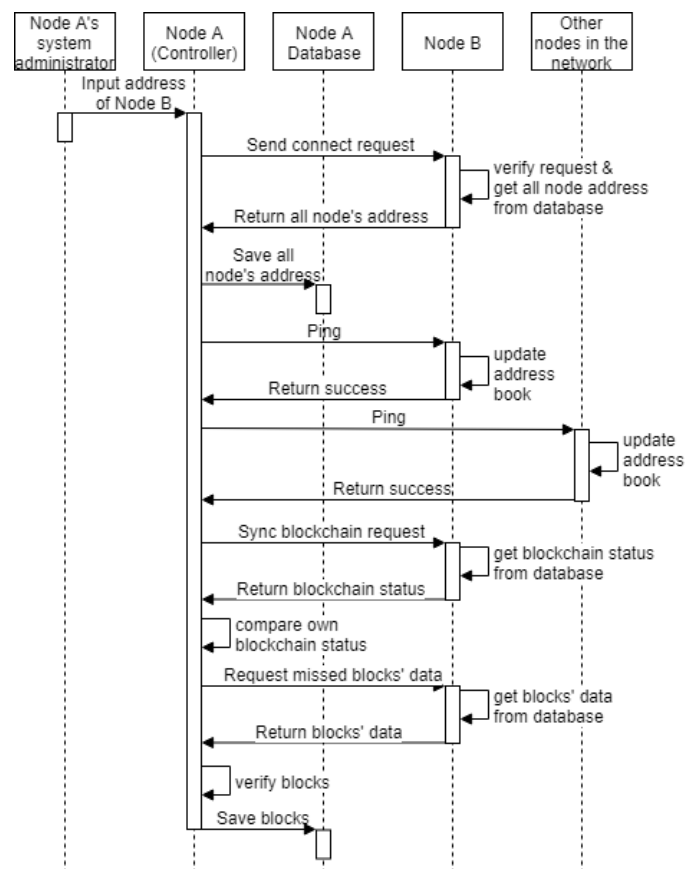 Node A's
system
administrator
Node A
(Controller)
Node A
Database
Node B
Other
nodes in the
network
Input address
of Node B
Send connect request
verify request &
get all node address
from database
Return all node's address
Save all
node's address
Ping
update
address
book
Return success
Ping
update
address
book
Return success
Sync blockchain request
get blockchain status
from database
Return blockchain status
compare own
blockchain status
Request missed blocks' data
get blocks' data
from database
Return blocks' data
verify blocks
Save blocks